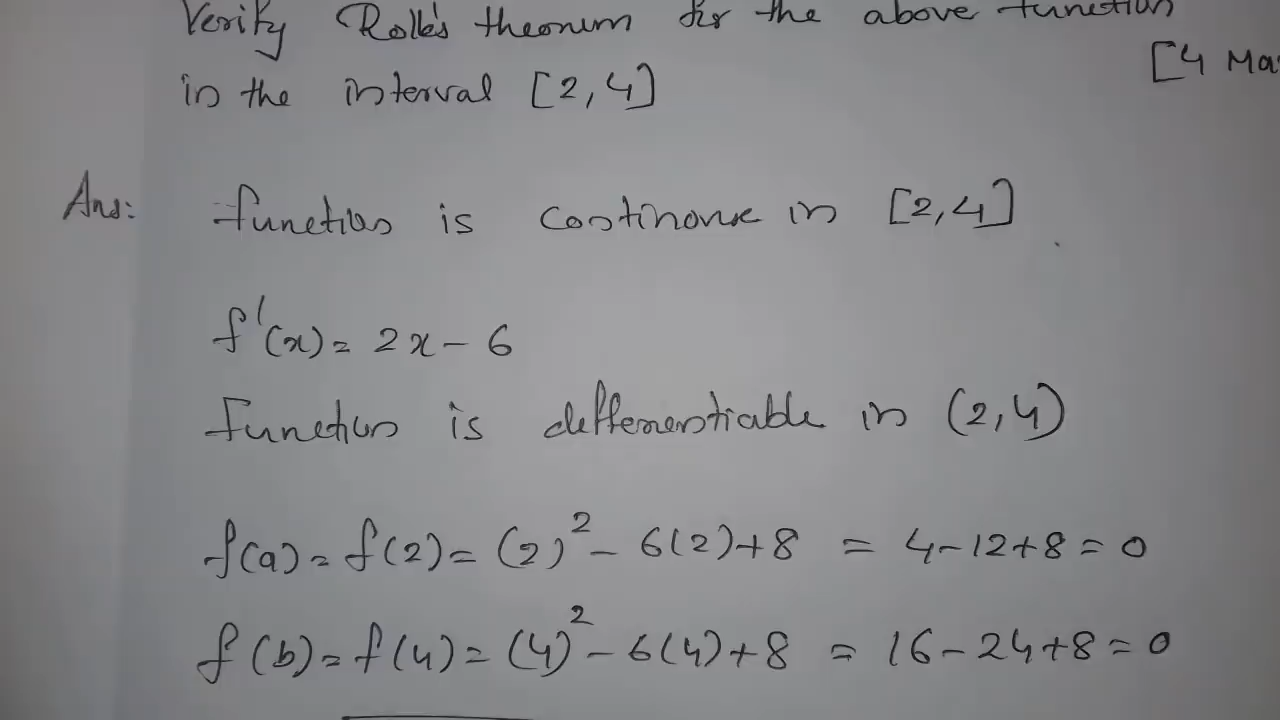 Verify Rolle's theorem for the above function
[4 Ma
in the interval [2,4]
Ans: function is continous in [2,4]
f'(x) = 2x - 6
Function is defferentiable in (2,4)
f(a) = f(2) = (2)² - 6(2)+8 = 4-12+8 = 0
f(b) = f(4) = (4)² - 6(4)+8 = 16-24+8 = 0